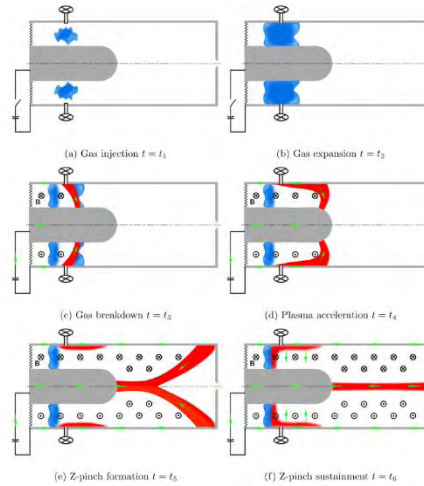 (a) Gas injection t = t₁
(b) Gas expansion t = t₂
B
B
(c) Gas breakdown t = t₃
(d) Plasma acceleration t = t₄
B
B
(e) Z-pinch formation t = t₅
(f) Z-pinch sustainment t = t₆